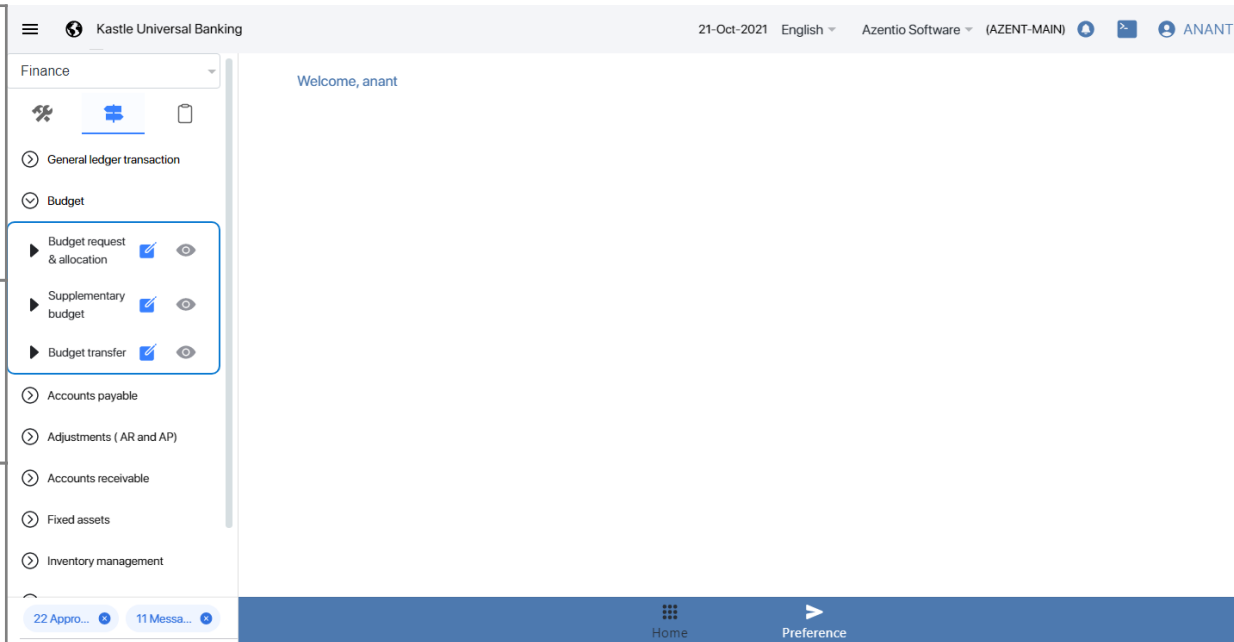 Kastle Universal Banking
21-Oct-2021 English Azentio Software (AZENT-MAIN) ANANT
Finance
Welcome, anant
General ledger transaction
Budget
Budget request
& allocation
Supplementary
budget
Budget transfer
Accounts payable
Adjustments ( AR and AP)
Accounts receivable
Fixed assets
Inventory management
22 Appro... 11 Messa...
Home Preference